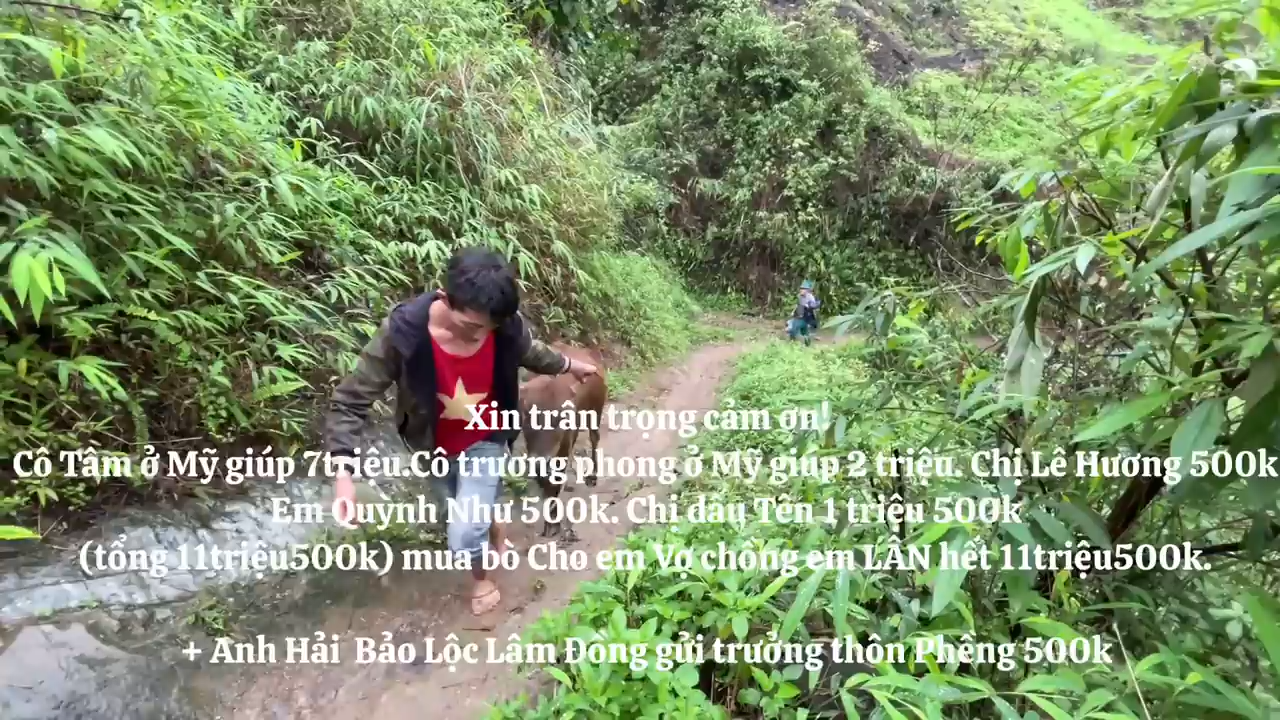 Xin trân trọng cảm ơn!
Cô Tầm ở Mỹ giúp 7triệu.Cô trương phong ở Mỹ giúp 2 triệu. Chị Lê Hương 500k
Em Quỳnh Như 500k. Chị dâu Tên 1 triệu 500k
(tổng 11triệu500k) mua bò Cho em Vợ chồng em LÂN hết 11triệu500k.
+ Anh Hải Bảo Lộc Lâm Đồng gửi trưởng thôn Phềng 500k